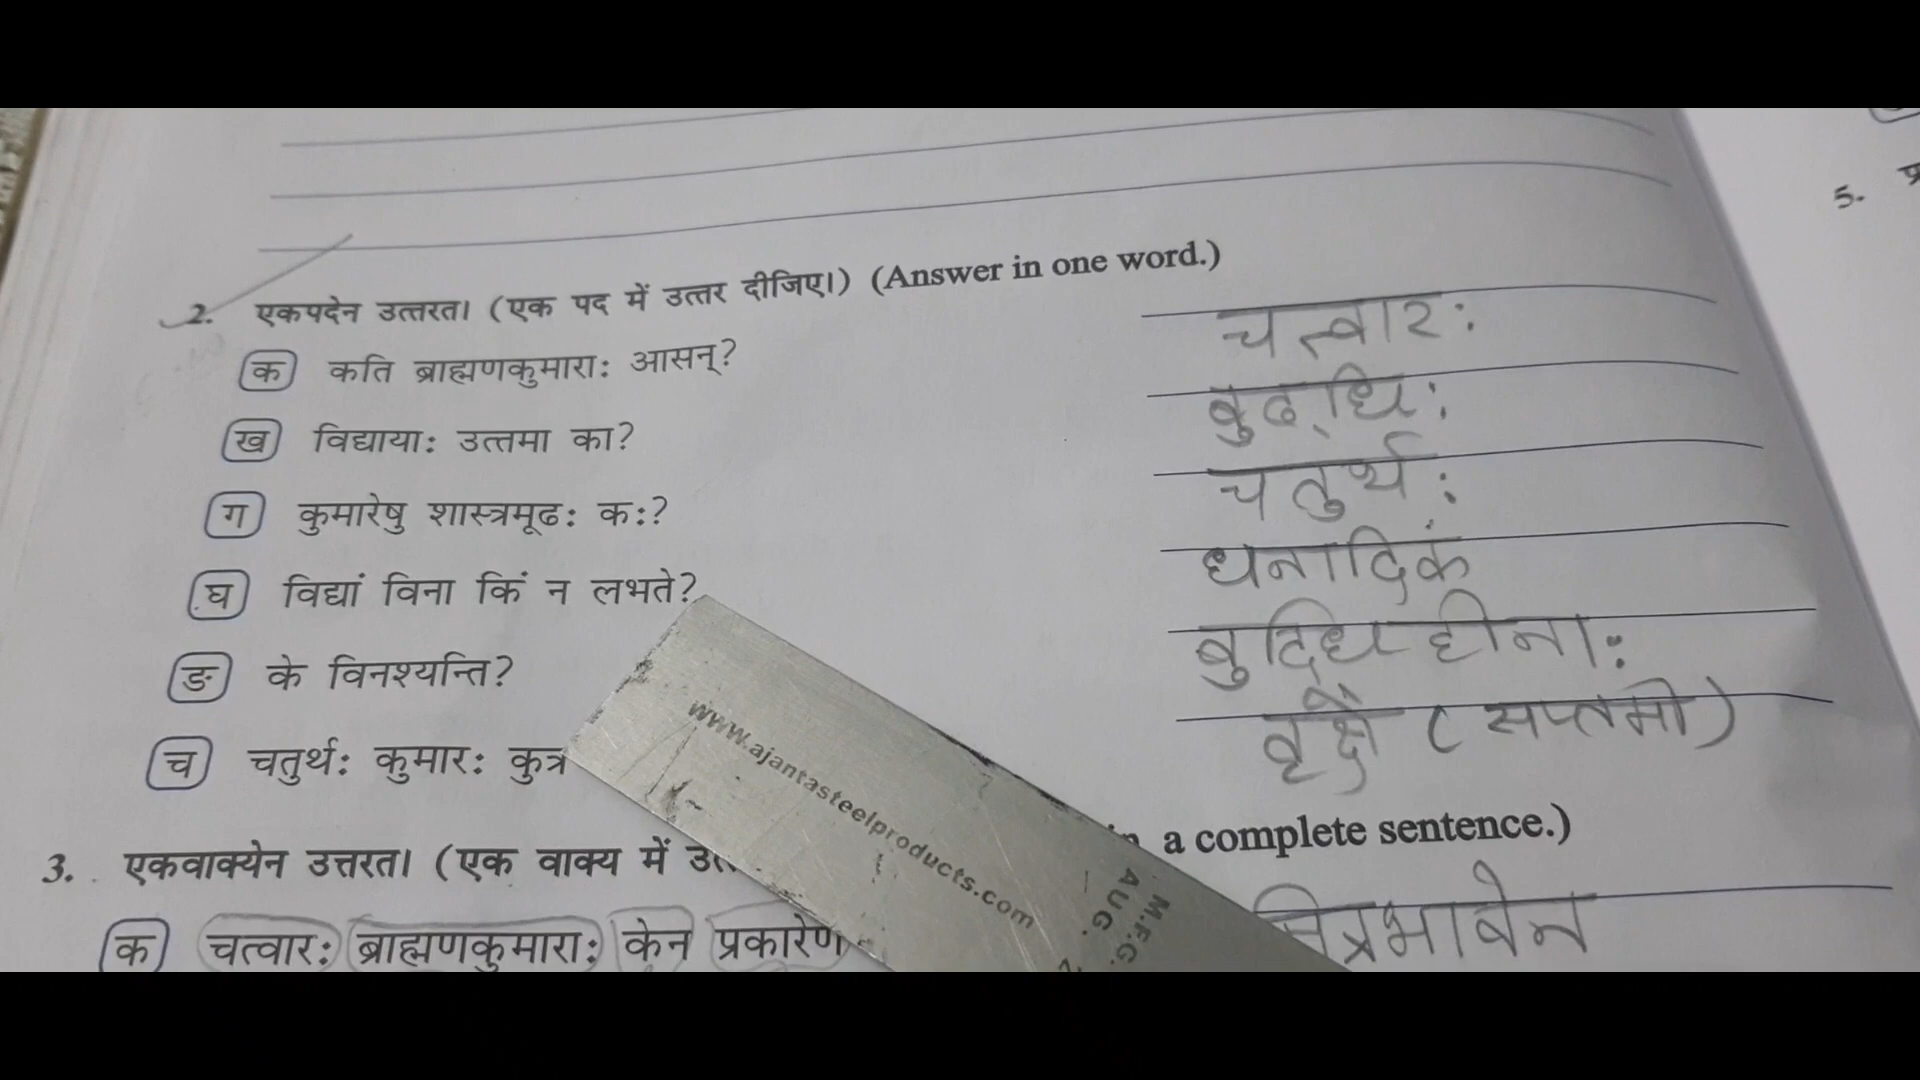 2. एकपदेन उत्तरत। (एक पद में उत्तर दीजिए।) (Answer in one word.)
क कति ब्राह्मणकुमाराः आसन्? चत्वारः
ख विद्यायाः उत्तमा का? बुद्धिः
ग कुमारेषु शास्त्रमूढः कः? चतुर्थः
घ विद्यां विना किं न लभते? धनादिकं
ङ के विनश्यन्ति? बुद्धिहीनाः
च चतुर्थः कुमारः कुत्र वृक्षे (सप्तमी)
3. एकवाक्येन उत्तरत। (एक वाक्य में a complete sentence.)
क चत्वारः ब्राह्मणकुमाराः केन प्रकारेण
5.
www.ajantasteelproducts.com
M.F.G.
AUG.